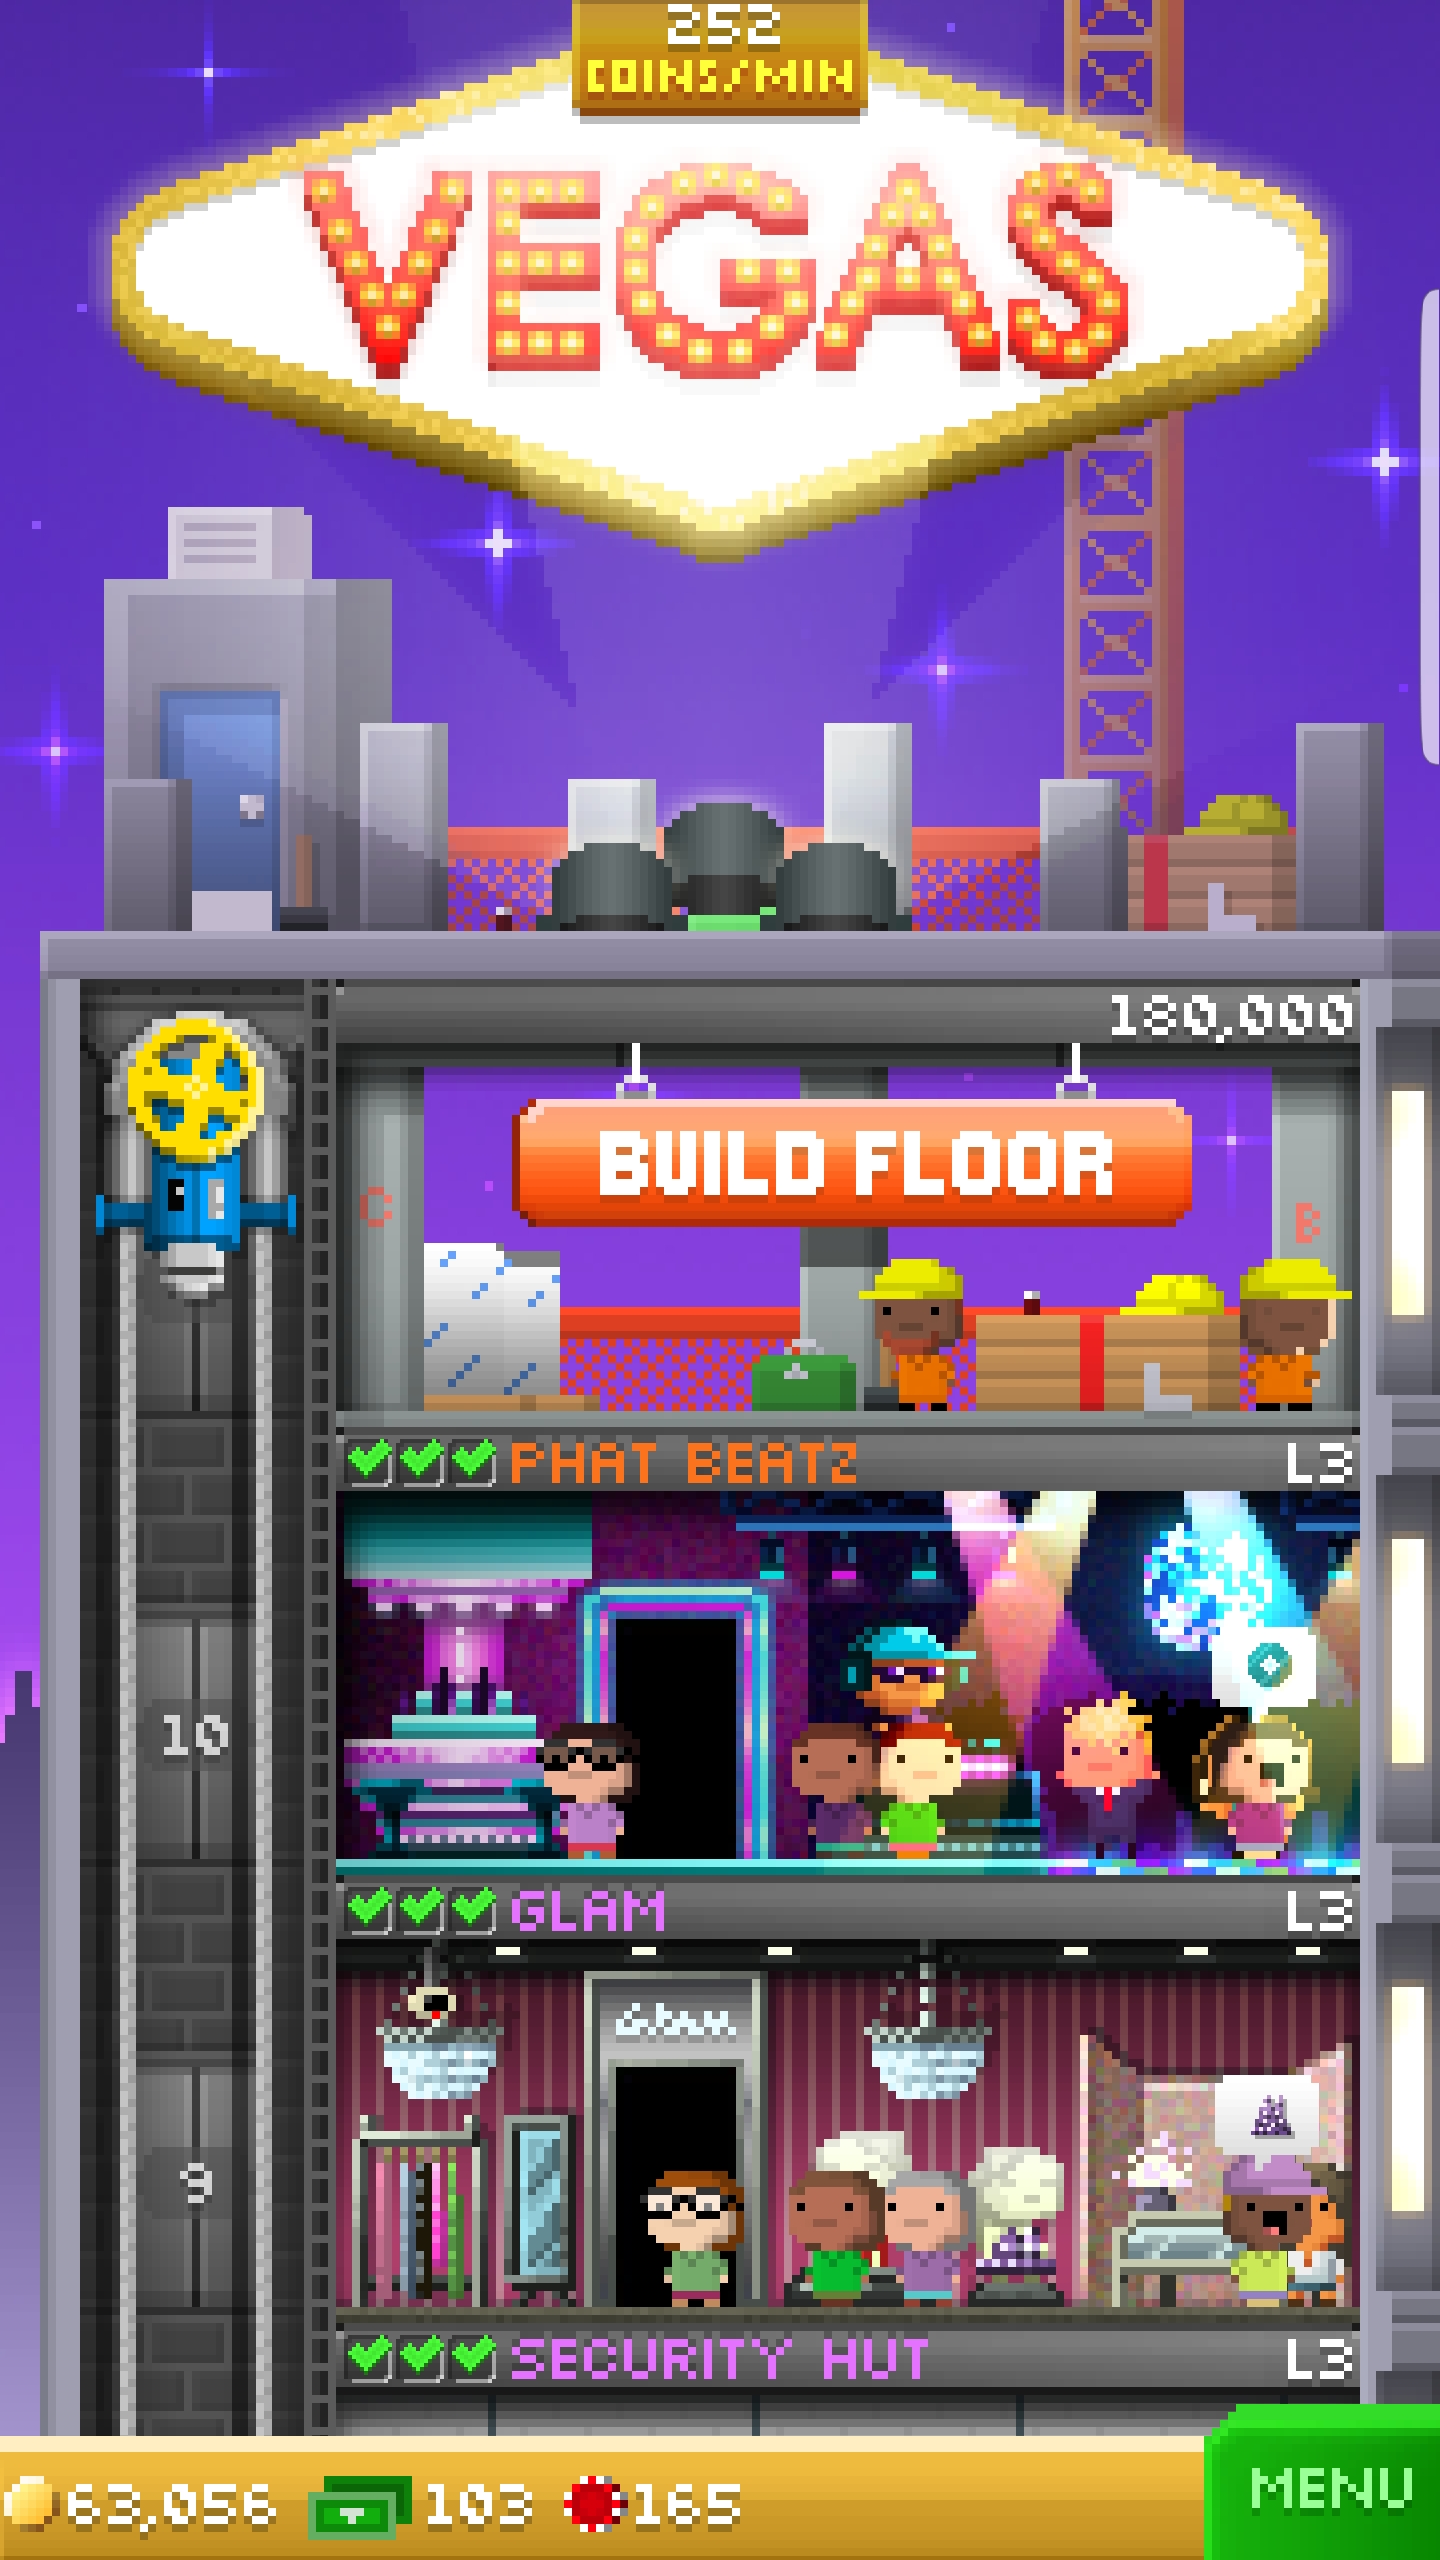 252
COINS/MIN
VEGAS
180,000
BUILD FLOOR
C
B
PHAT BEATZ L3
10
GLAM L3
Glam
9
SECURITY HUT L3
63,056 103 165
MENU